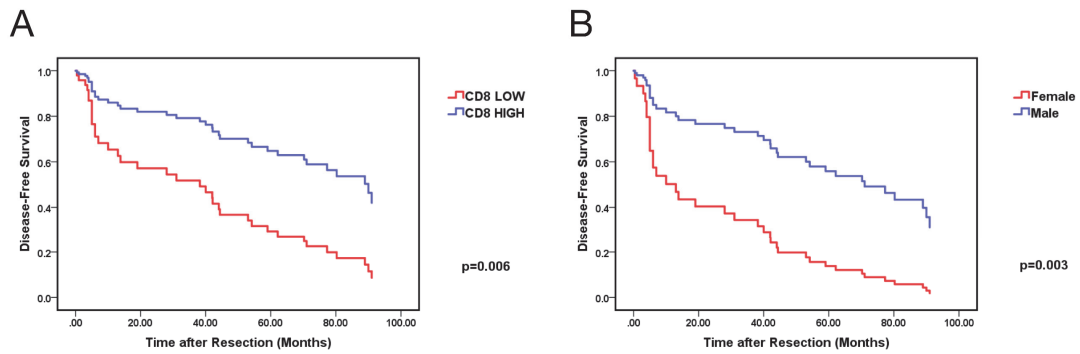 A
Disease-Free Survival
1.0
0.8
0.6
0.4
0.2
0.0
.00 20.00 40.00 60.00 80.00 100.00
Time after Resection (Months)
CD8 LOW
CD8 HIGH
p=0.006
B
Disease-Free Survival
1.0
0.8
0.6
0.4
0.2
0.0
.00 20.00 40.00 60.00 80.00 100.00
Time after Resection (Months)
Female
Male
p=0.003